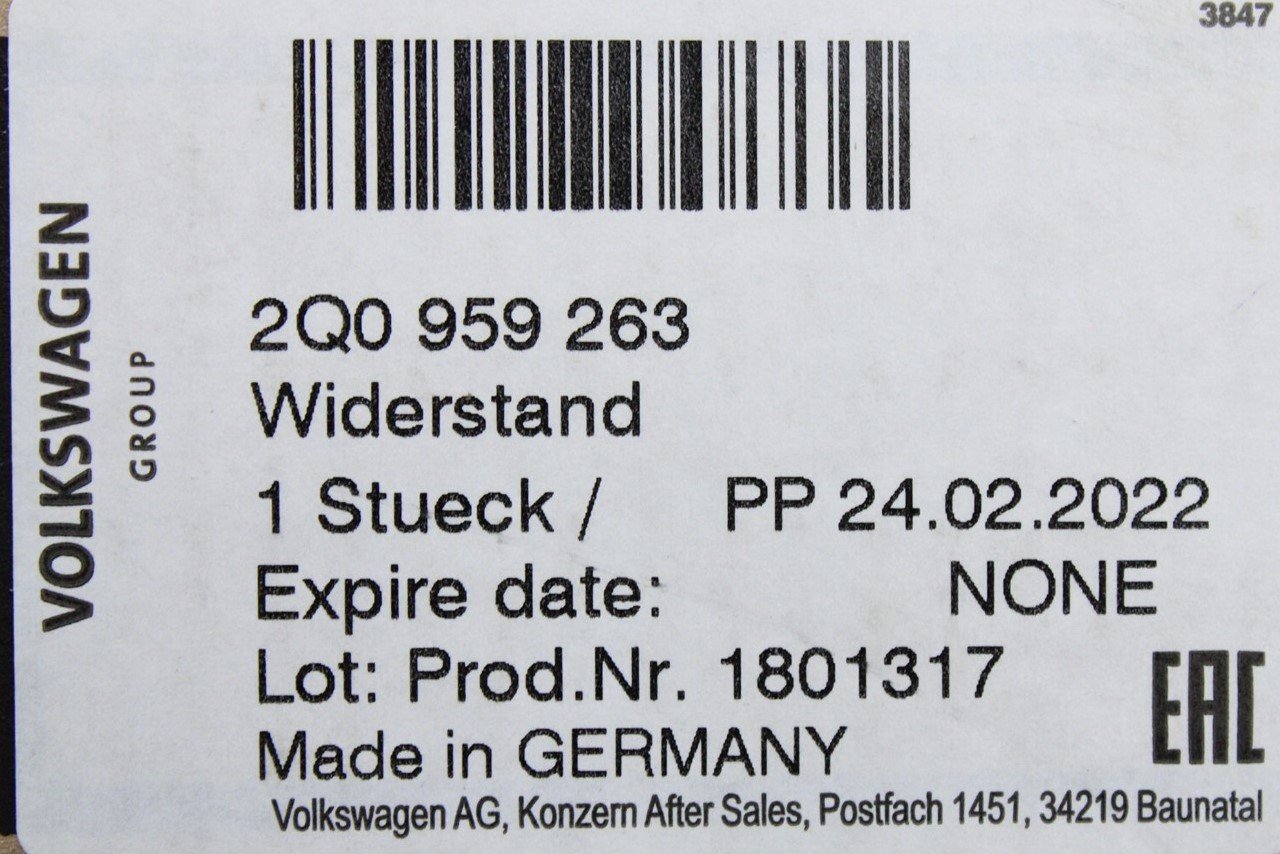 3847
VOLKSWAGEN
GROUP
2Q0 959 263
Widerstand
1 Stueck / PP 24.02.2022
Expire date: NONE
Lot: Prod.Nr. 1801317
EAC
Made in GERMANY
Volkswagen AG, Konzern After Sales, Postfach 1451, 34219 Baunatal